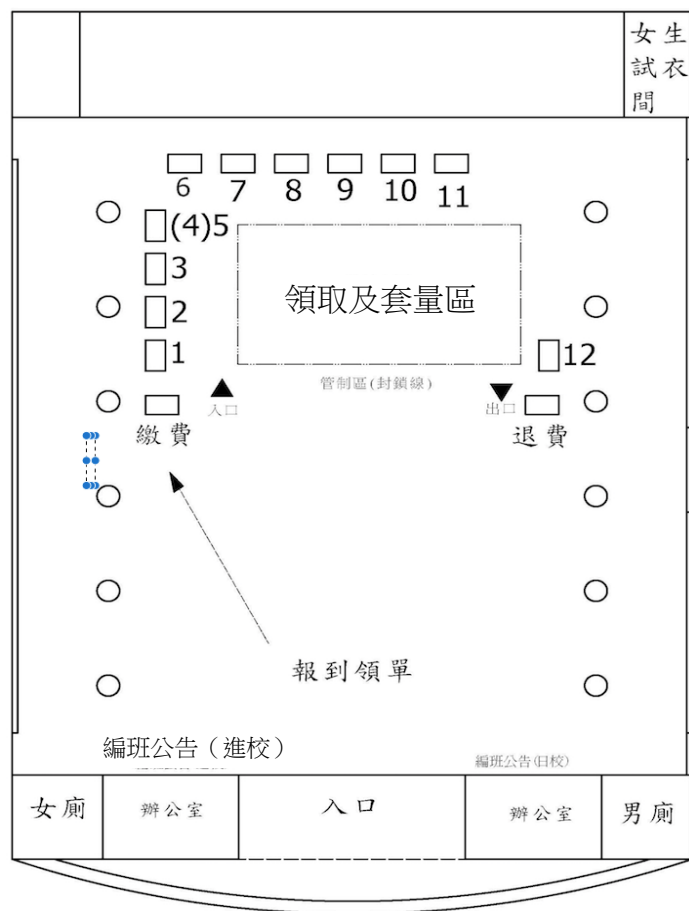 女生
試衣
間
6 7 8 9 10 11
(4)5
3
領取及套量區
2
1
12
管制區(封鎖線)
入口
出口
繳費
退費
報到領單
編班公告（進校）
編班公告(日校)
女廁
辦公室
入口
辦公室
男廁